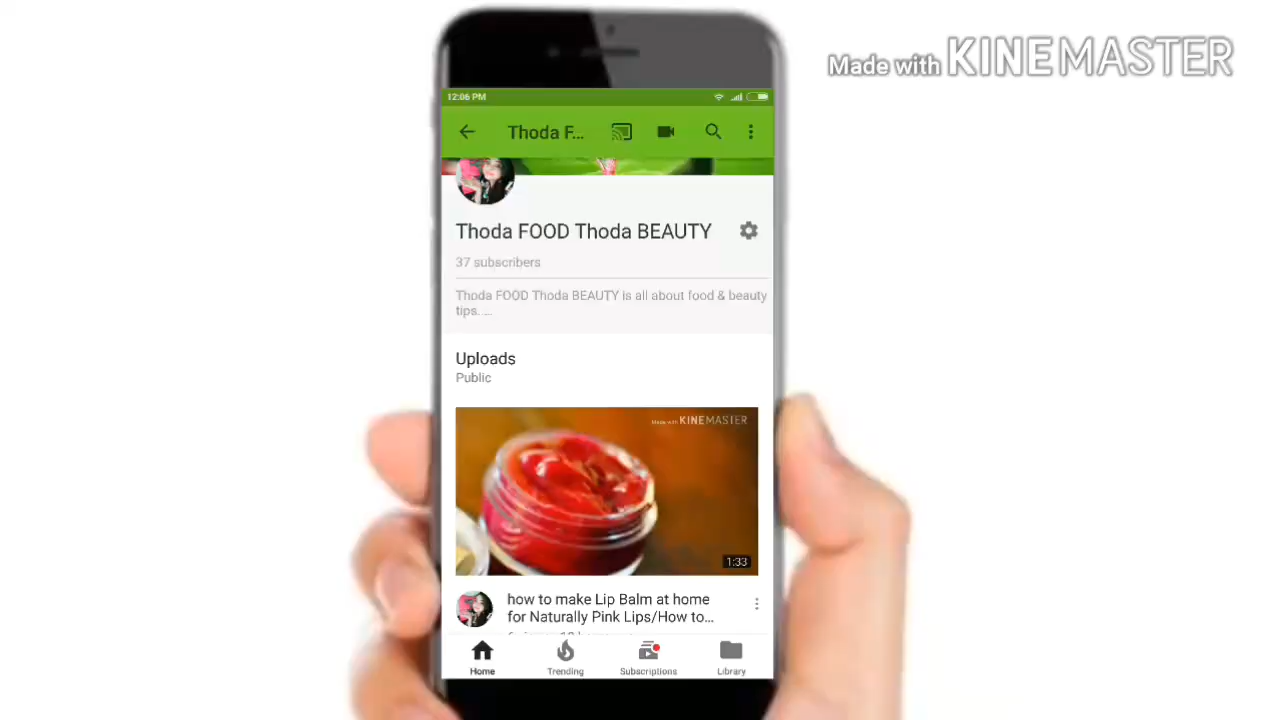 Made with KINEMASTER
12:06 PM
Thoda F...
Thoda FOOD Thoda BEAUTY
37 subscribers
Thoda FOOD Thoda BEAUTY is all about food & beauty
tips....
Uploads
Public
Made with KINEMASTER
1:33
how to make Lip Balm at home
for Naturally Pink Lips/How to...
Home
Trending
Subscriptions
Library